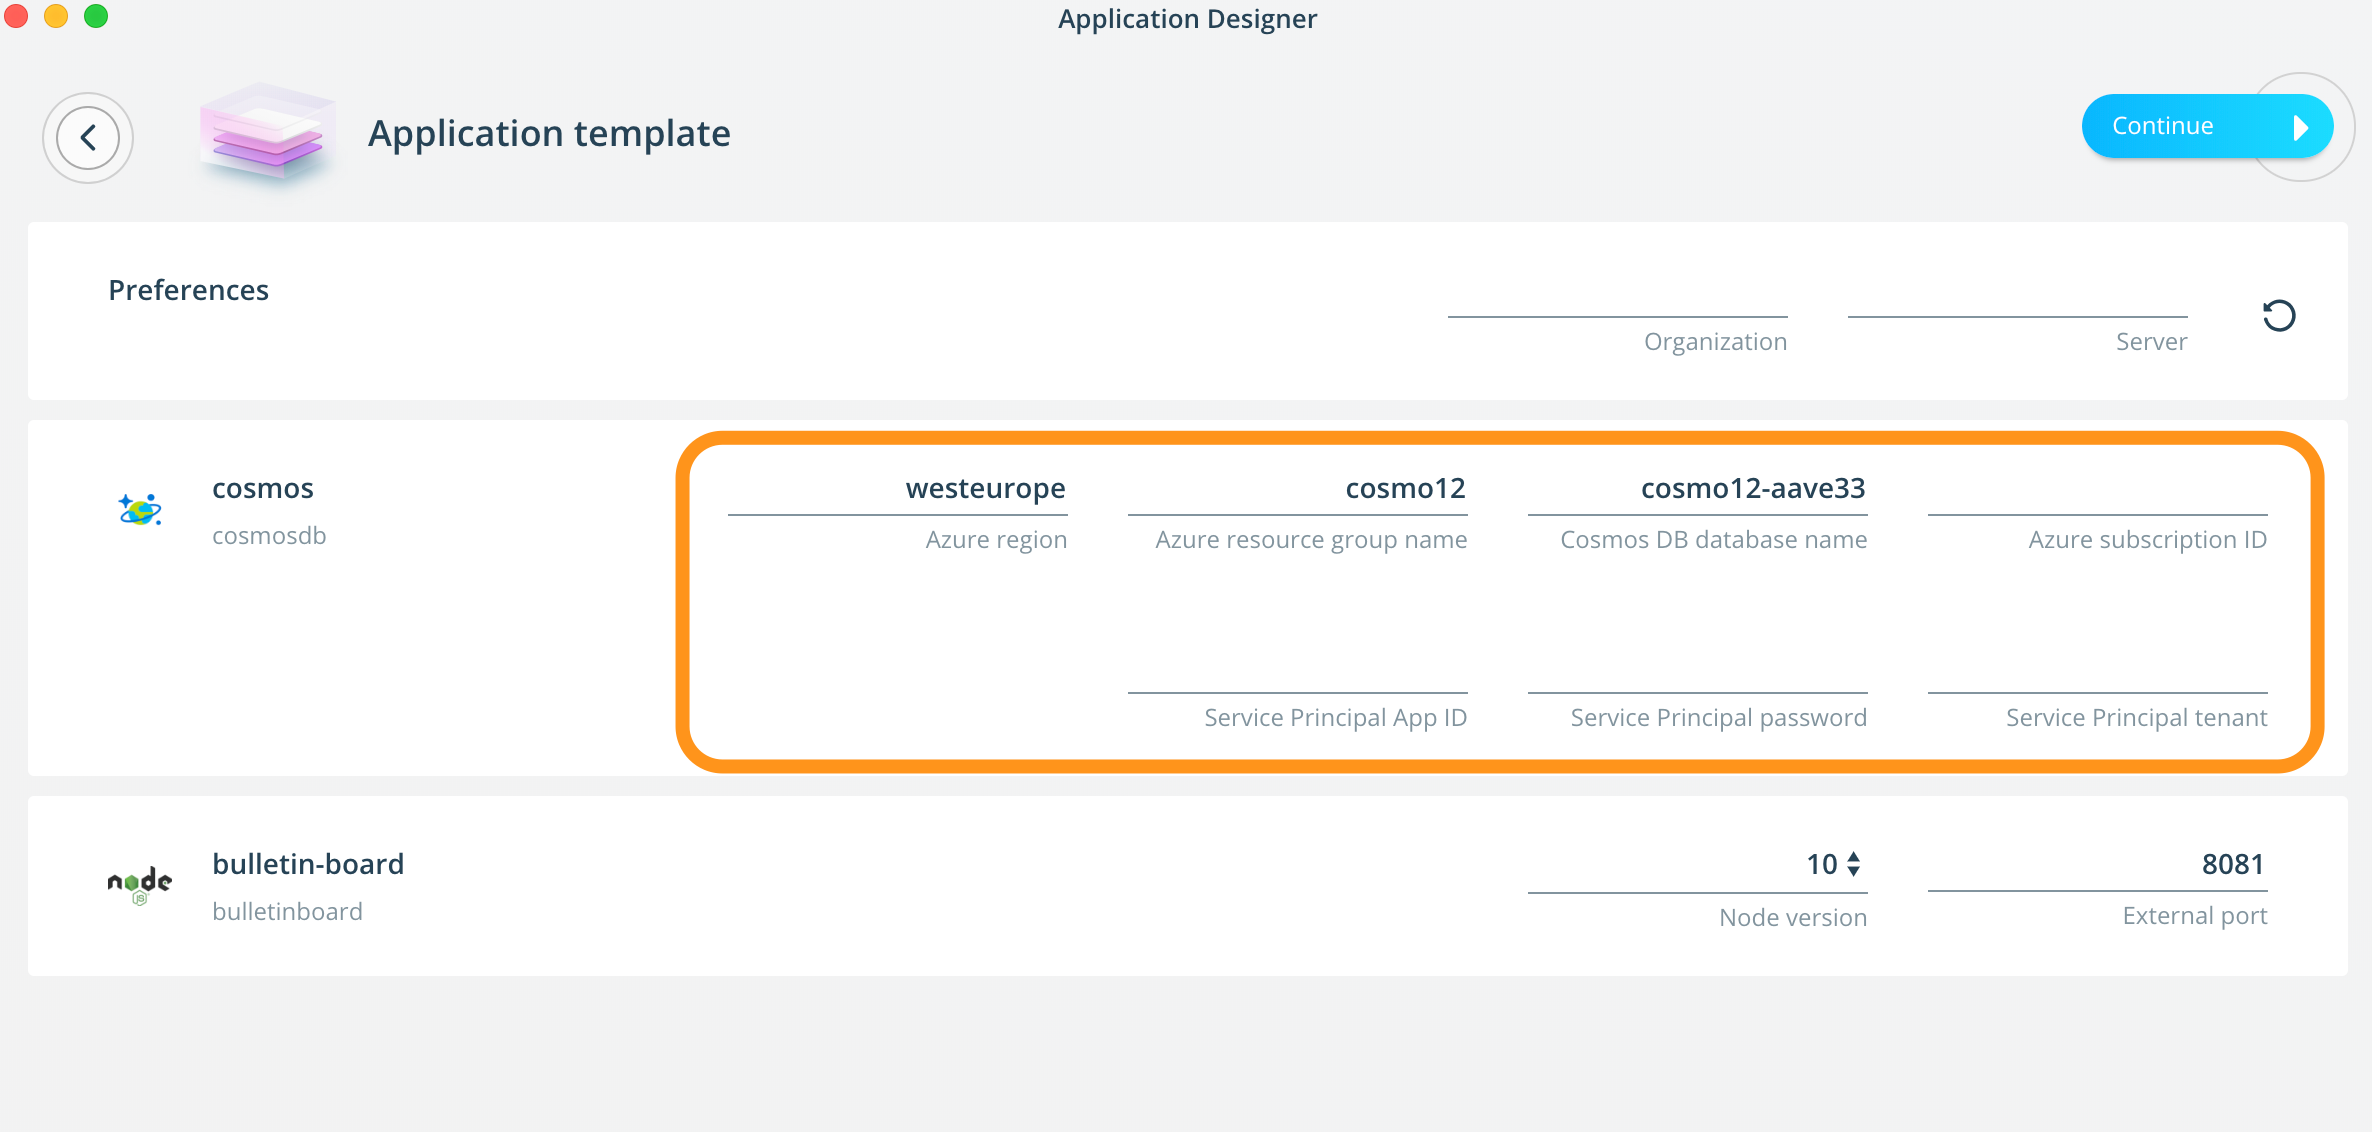 Application Designer
Application template
Continue
Preferences
Organization
Server
cosmos
cosmosdb
westeurope
Azure region
cosmo12
Azure resource group name
cosmo12-aave33
Cosmos DB database name
Azure subscription ID
Service Principal App ID
Service Principal password
Service Principal tenant
node
JS
bulletin-board
bulletinboard
10
Node version
8081
External port